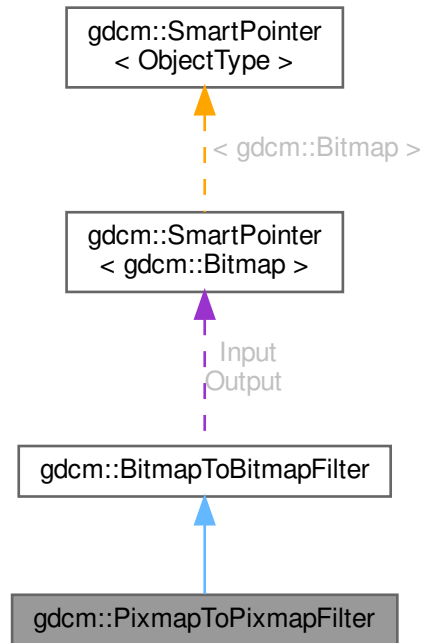 gdcm::SmartPointer
< ObjectType >
< gdcm::Bitmap >
gdcm::SmartPointer
< gdcm::Bitmap >
Input
Output
gdcm::BitmapToBitmapFilter
gdcm::PixmapToPixmapFilter